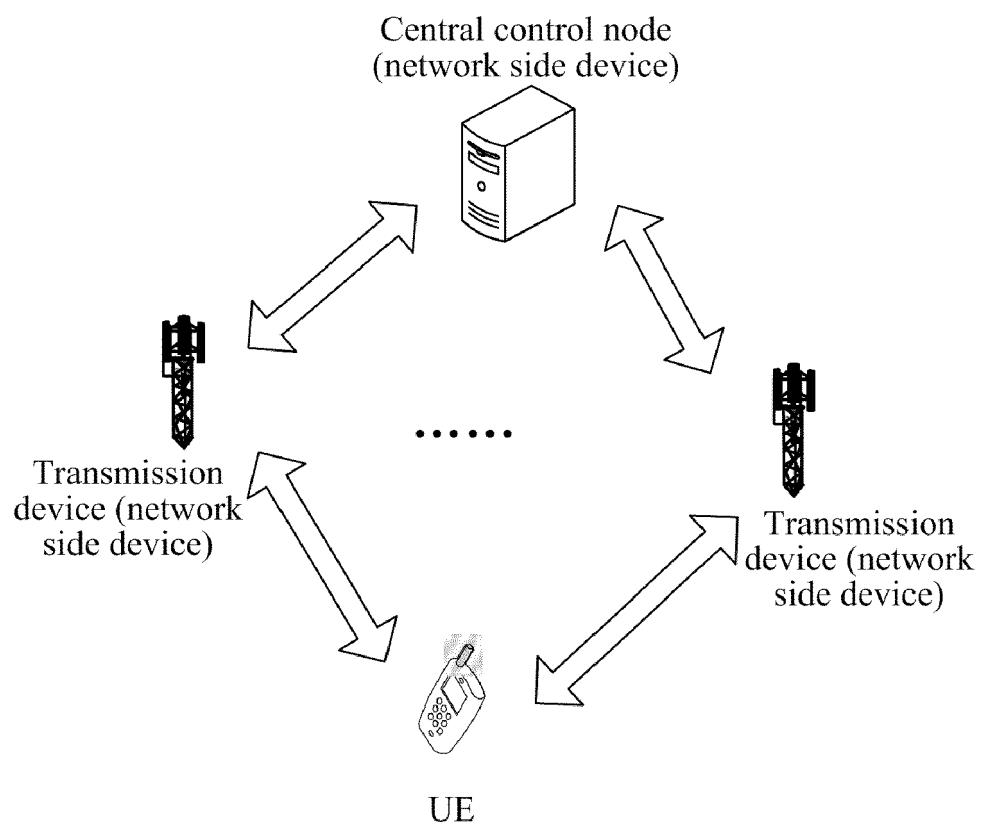 Central control node
(network side device)
Transmission
device (network
side device)
......
Transmission
device (network
side device)
UE